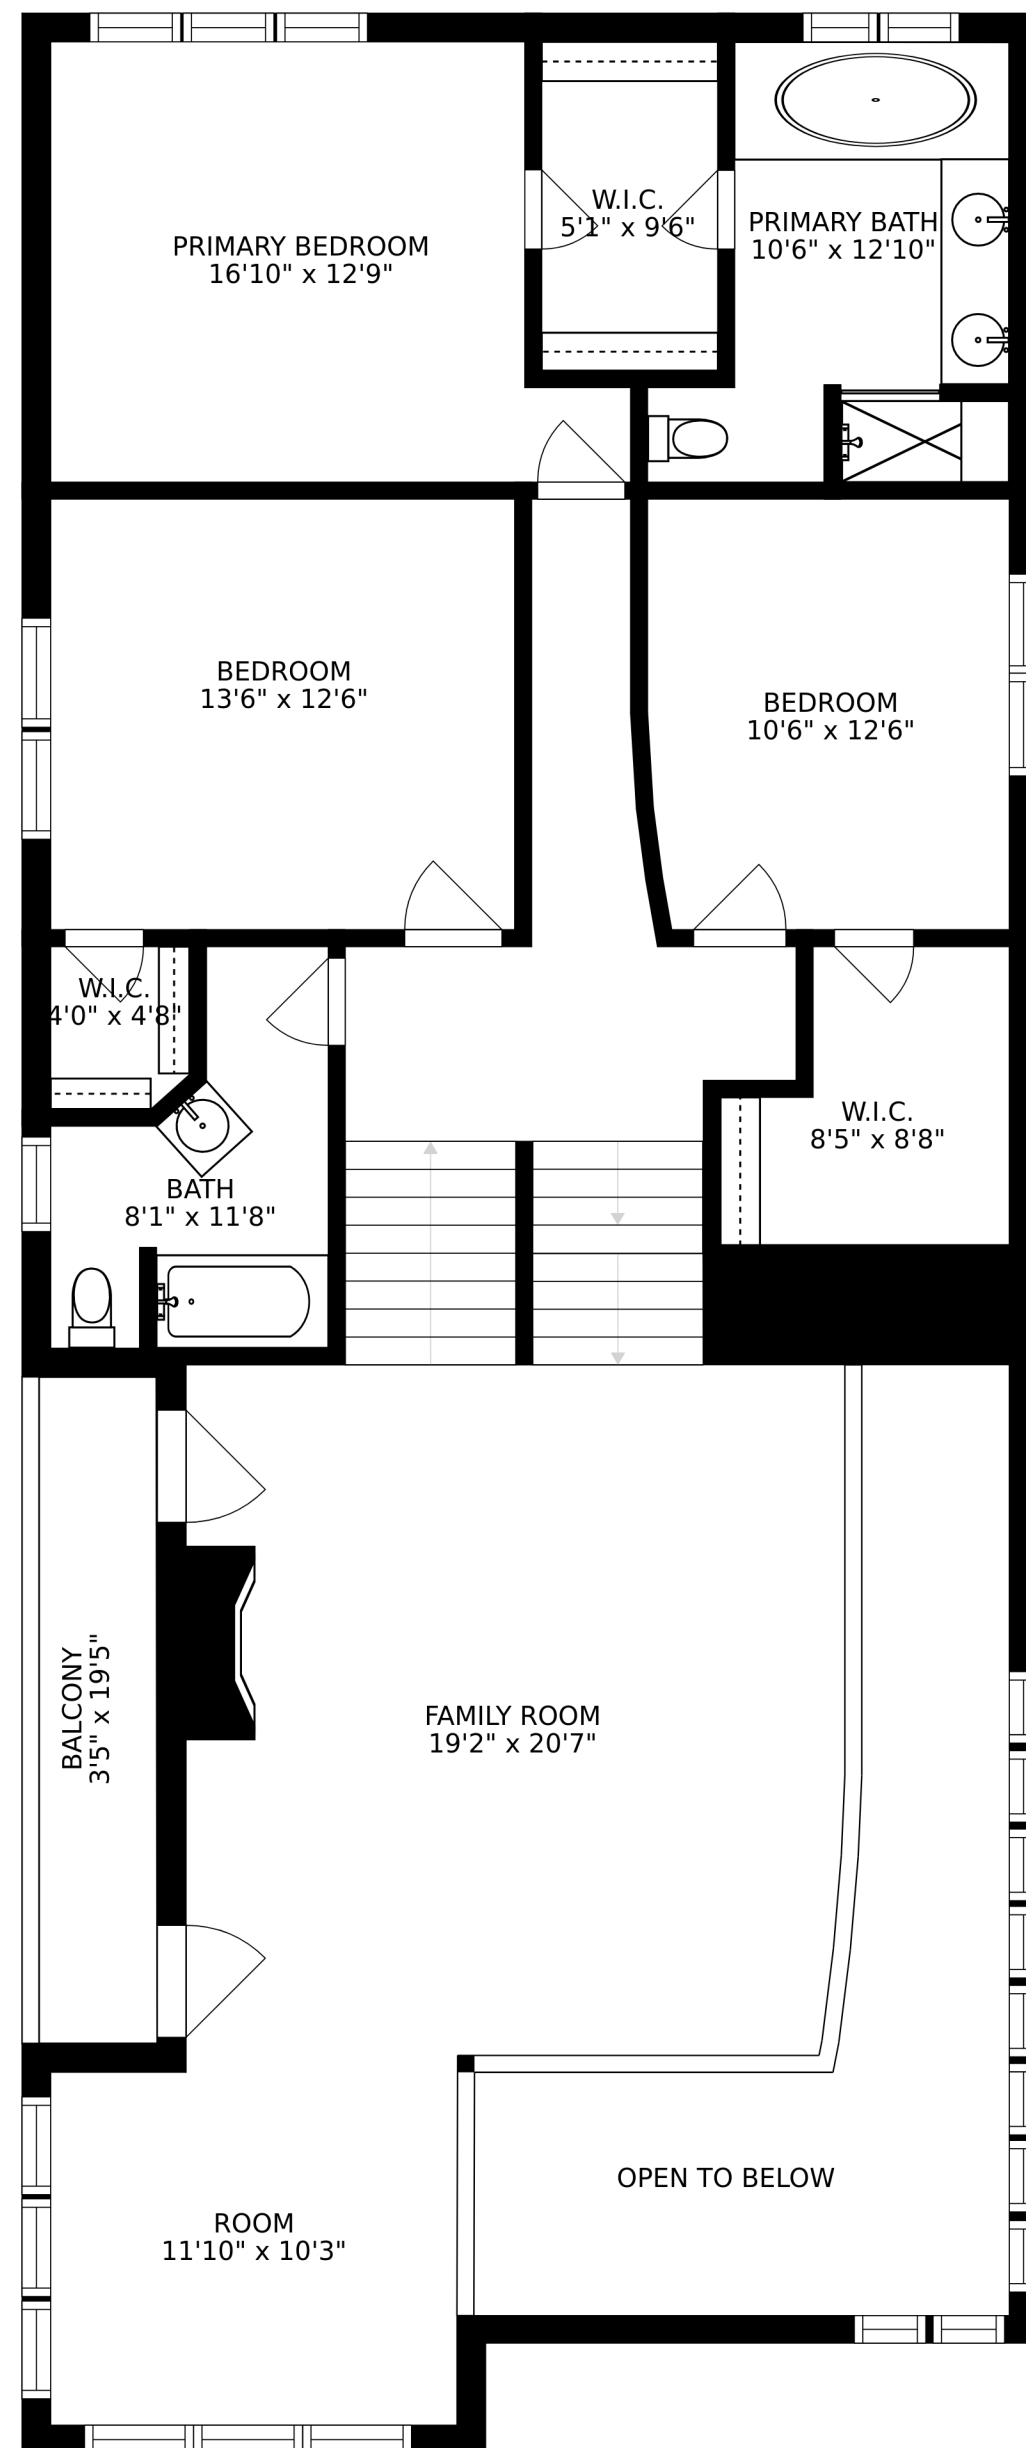 PRIMARY BEDROOM
16'10" x 12'9"
W.I.C.
5'1" x 9'6"
PRIMARY BATH
10'6" x 12'10"
BEDROOM
13'6" x 12'6"
BEDROOM
10'6" x 12'6"
W.I.C.
4'0" x 4'8"
W.I.C.
8'5" x 8'8"
BATH
8'1" x 11'8"
BALCONY
3'5" x 19'5"
FAMILY ROOM
19'2" x 20'7"
OPEN TO BELOW
ROOM
11'10" x 10'3"